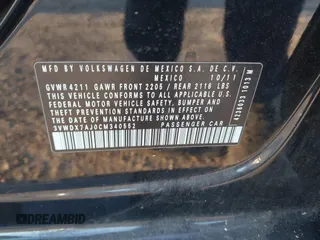 MFD. BY VOLKSWAGEN DE MEXICO S.A. DE C.V.
MEXICO 10/11
GVWR 4211 GAWR FRONT 2205 / REAR 2116 LBS
THIS VEHICLE CONFORMS TO ALL APPLICABLE
FEDERAL MOTOR VEHICLE SAFETY, BUMPER, AND
THEFT PREVENTION STANDARDS IN EFFECT ON
THE DATE OF MANUFACTURE SHOWN ABOVE.
3VWDX7AJ0CM340652 PASSENGER CAR
1013 M
DREAMBID